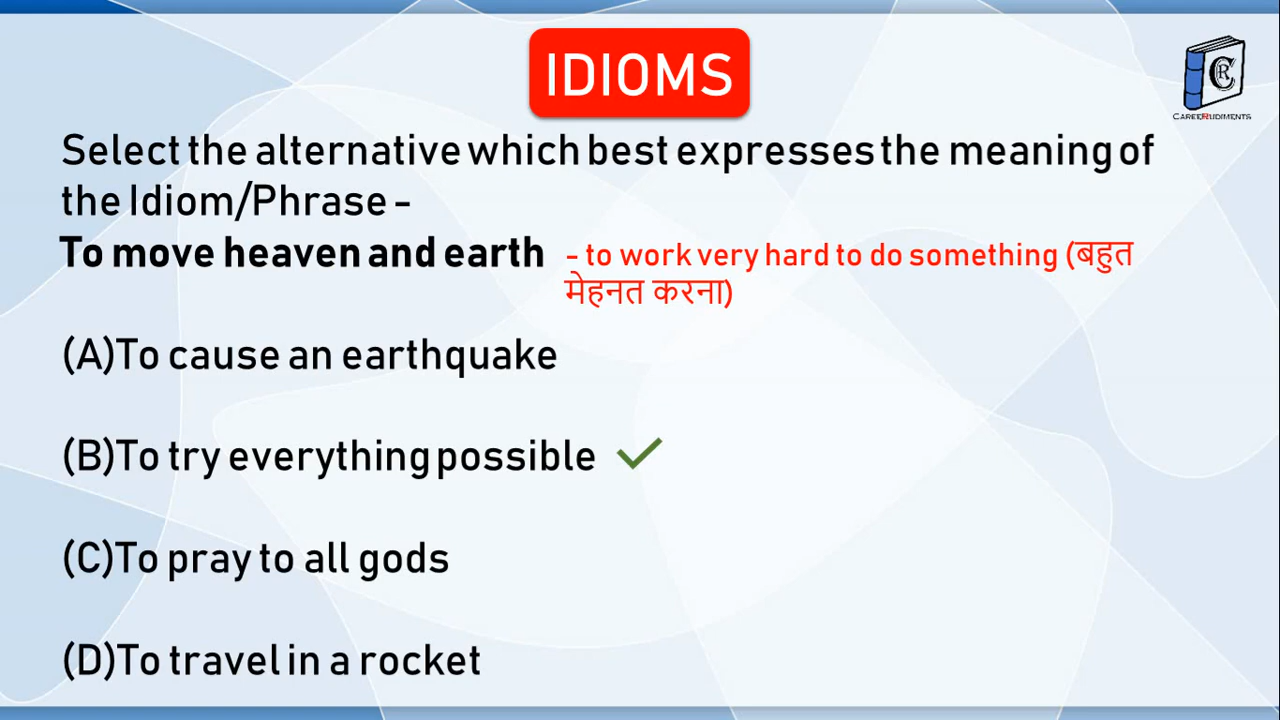 IDIOMS
CR
CAREERUDIMENTS
Select the alternative which best expresses the meaning of
the Idiom/Phrase -
To move heaven and earth - to work very hard to do something (बहुत
मेहनत करना)
(A)To cause an earthquake
(B)To try everything possible
(C)To pray to all gods
(D)To travel in a rocket